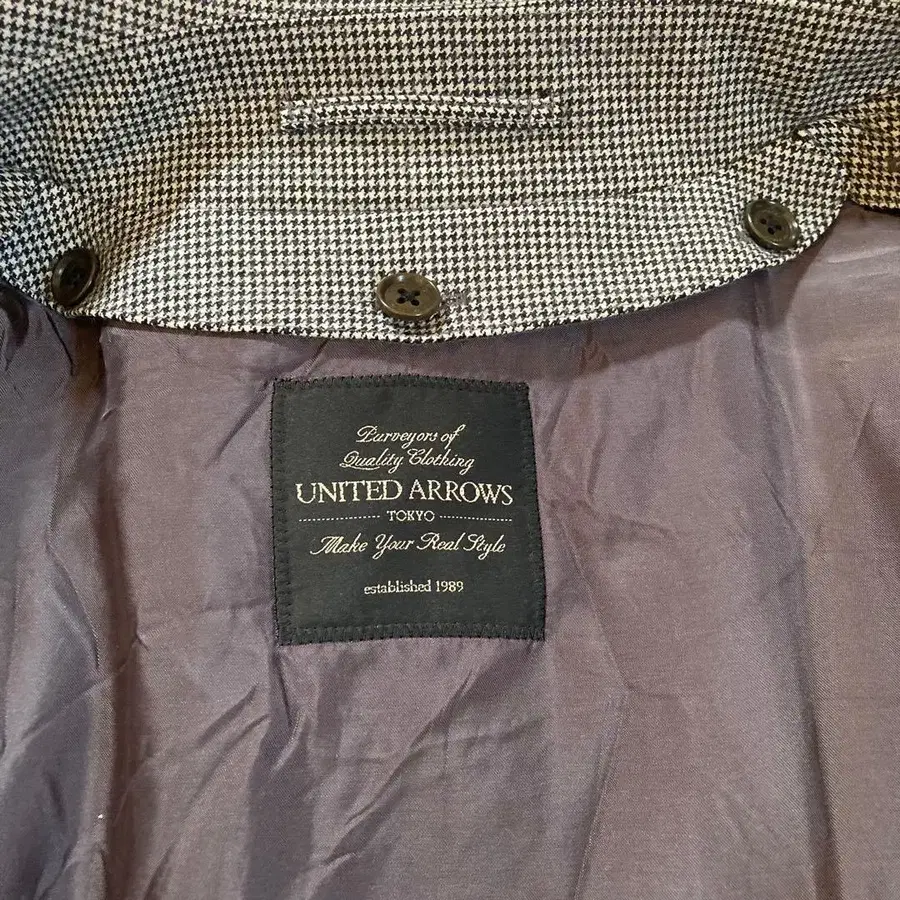 Purveyors of
Quality Clothing
UNITED ARROWS
TOKYO
Make Your Real Style
established 1989